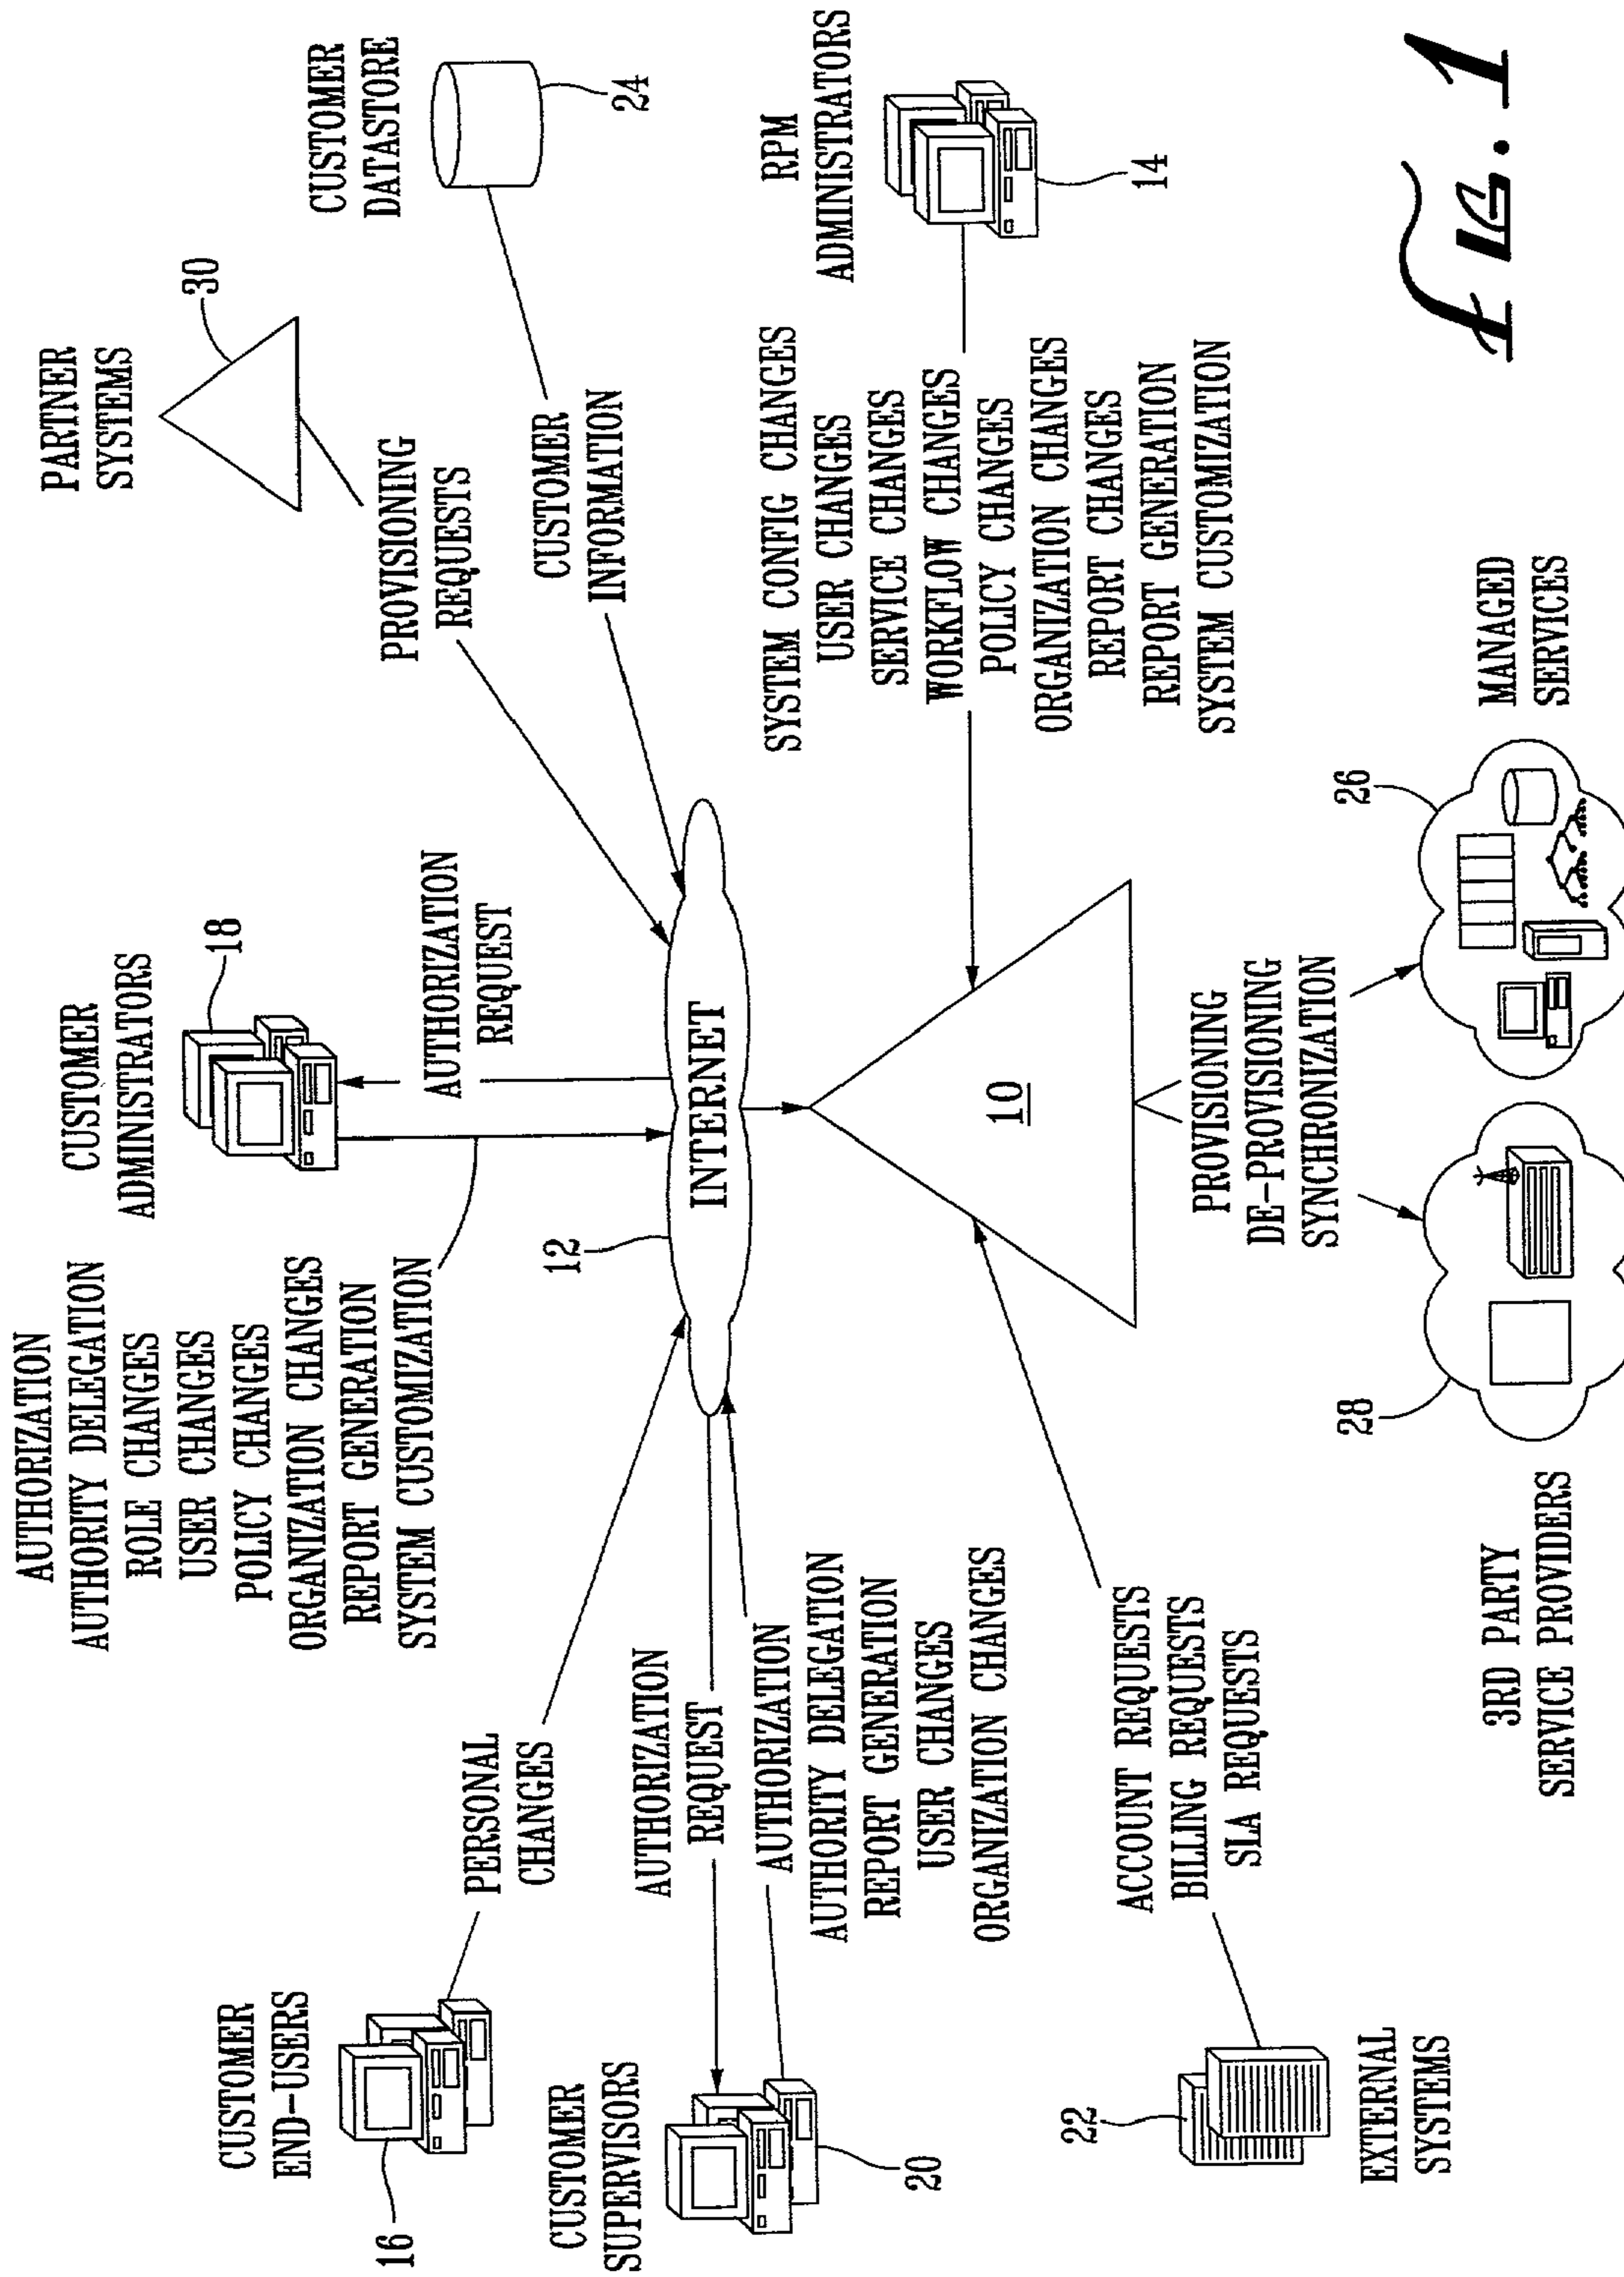 AUTHORIZATION
AUTHORITY DELEGATION
ROLE CHANGES
USER CHANGES
POLICY CHANGES
ORGANIZATION CHANGES
REPORT GENERATION
SYSTEM CUSTOMIZATION
CUSTOMER
ADMINISTRATORS
18
AUTHORIZATION
REQUEST
PARTNER
SYSTEMS
30
PROVISIONING
REQUESTS
CUSTOMER
DATASTORE
24
CUSTOMER
INFORMATION
CUSTOMER
END-USERS
16
PERSONAL
CHANGES
12
INTERNET
CUSTOMER
SUPERVISORS
20
AUTHORIZATION
REQUEST
AUTHORIZATION
AUTHORITY DELEGATION
REPORT GENERATION
USER CHANGES
ORGANIZATION CHANGES
10
SYSTEM CONFIG CHANGES
USER CHANGES
SERVICE CHANGES
WORKFLOW CHANGES
POLICY CHANGES
ORGANIZATION CHANGES
REPORT CHANGES
REPORT GENERATION
SYSTEM CUSTOMIZATION
RPM
ADMINISTRATORS
14
22
EXTERNAL
SYSTEMS
ACCOUNT REQUESTS
BILLING REQUESTS
SLA REQUESTS
PROVISIONING
DE-PROVISIONING
SYNCHRONIZATION
28
3RD PARTY
SERVICE PROVIDERS
26
MANAGED
SERVICES
FIG. 1